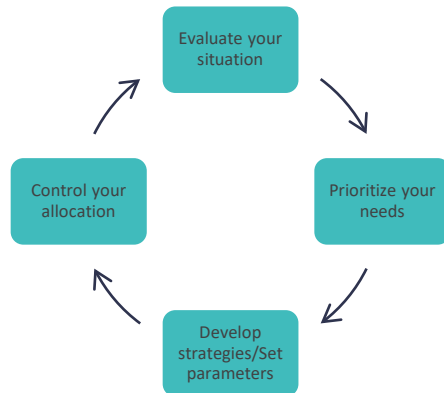 Evaluate your
situation
Prioritize your
needs
Develop
strategies/Set
parameters
Control your
allocation